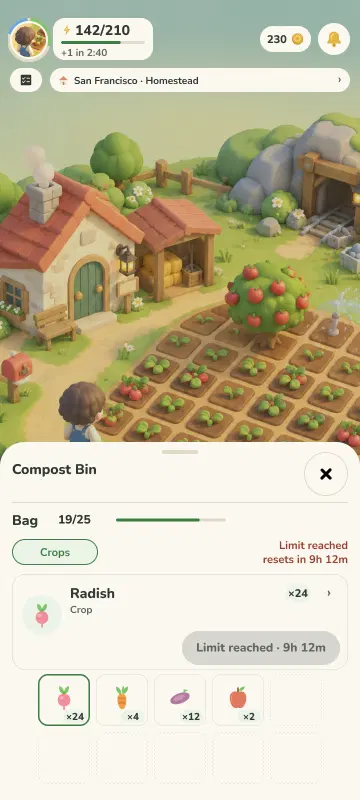 142/210
+1 in 2:40
230
San Francisco · Homestead
Compost Bin
Bag 19/25
Crops
Limit reached
resets in 9h 12m
Radish
×24
Crop
Limit reached · 9h 12m
×24 ×4 ×12 ×2